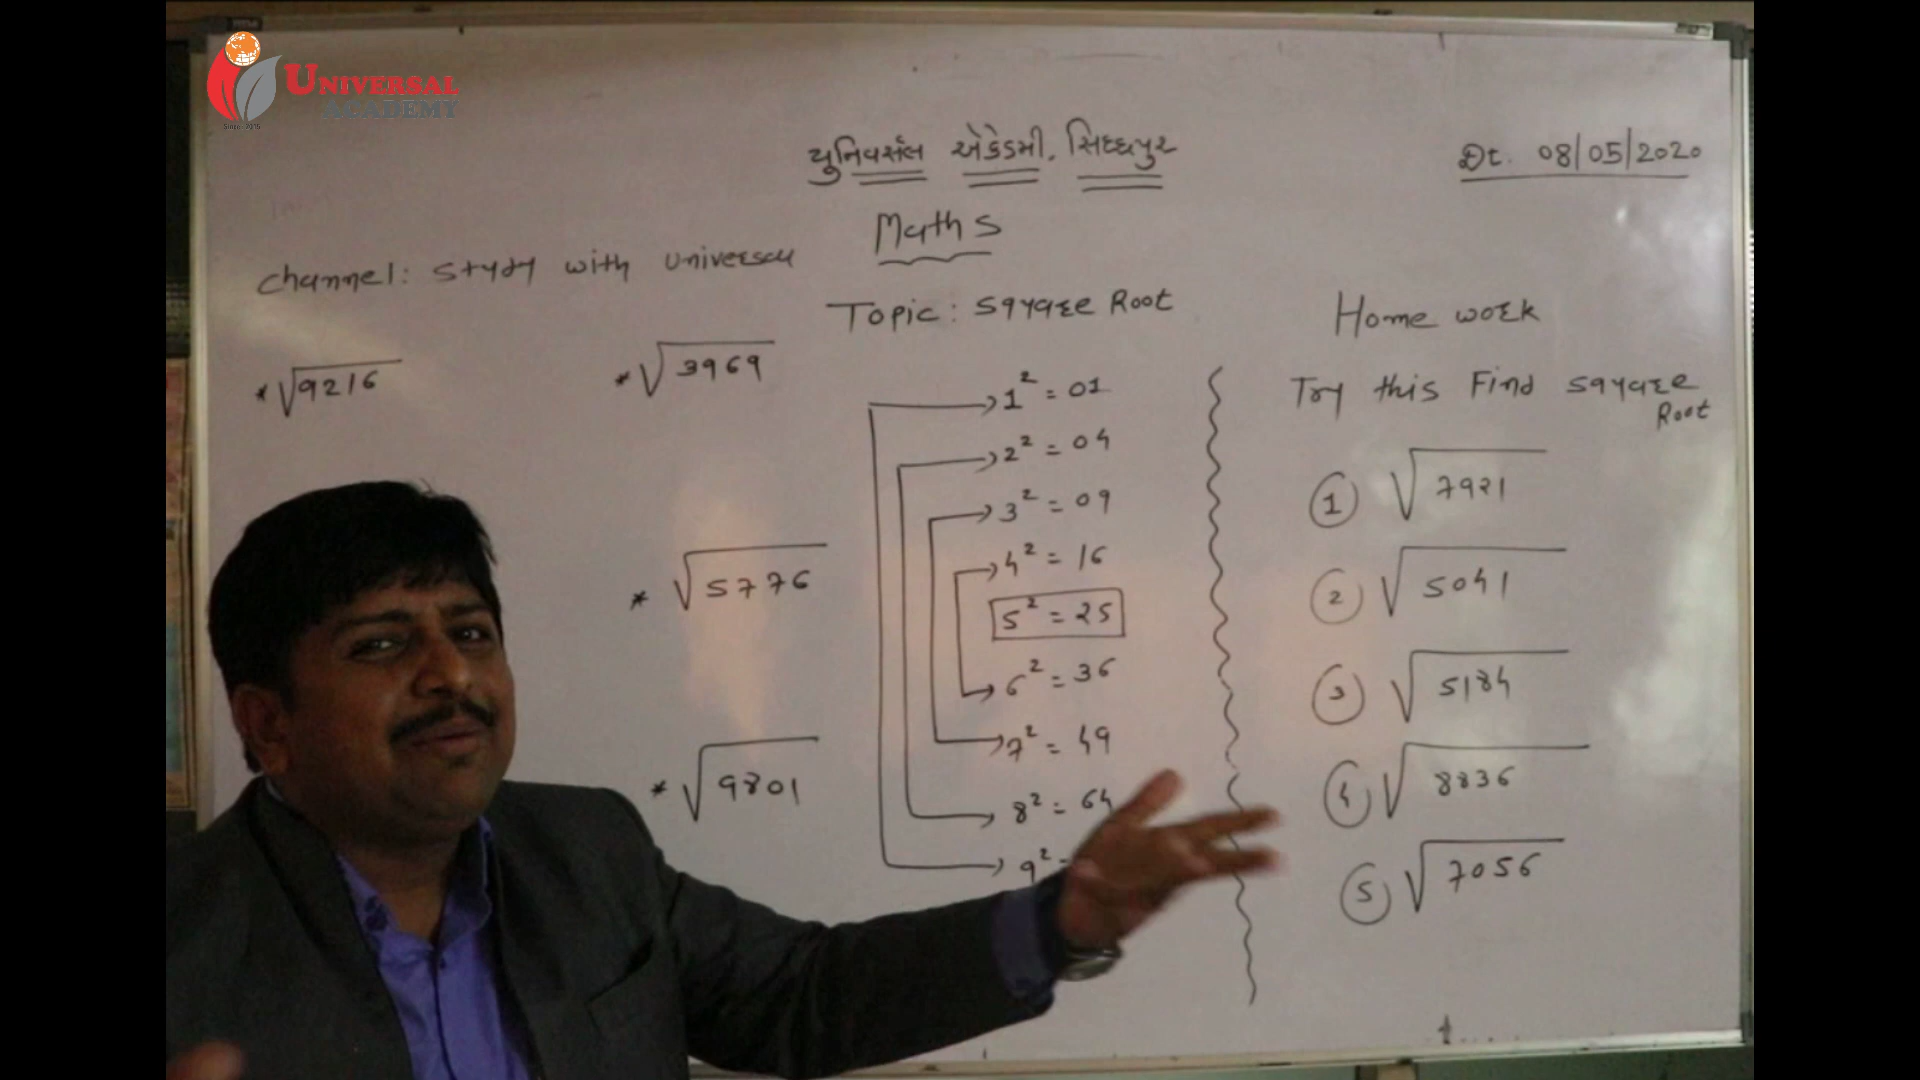 UNIVERSAL
ACADEMY
યુનિવર્સલ એકેડમી, સિધ્ધપુર
Dt. 08/05/2020
Maths
Channel: Study with Universal
Topic: Square Root
Home work
Try this Find square
Root
* √9216
* √3969
* √5776
* √9801
1² = 01
2² = 04
3² = 09
4² = 16
5² = 25
6² = 36
7² = 49
8² = 64
9² =
1 √7921
2 √5041
3 √5184
4 √8836
5 √7056